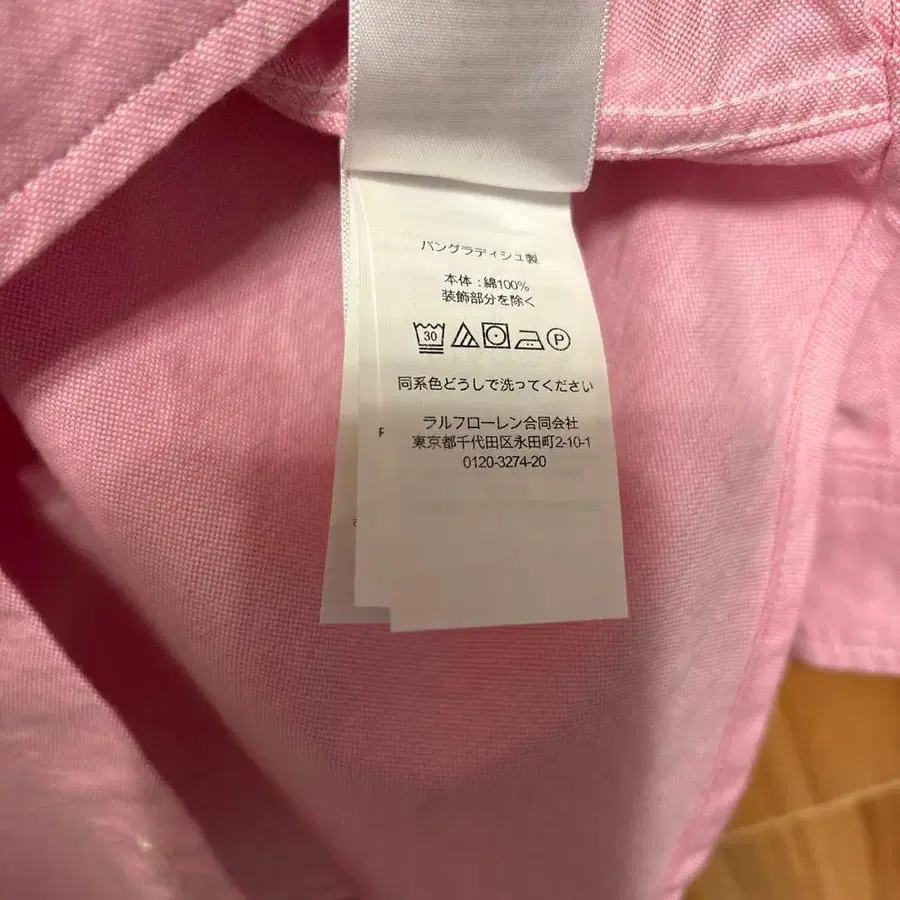 バングラディシュ製
本体：綿100%
装飾部分を除く
30
P
同系色どうしで洗ってください
ラルフローレン合同会社
東京都千代田区永田町2-10-1
0120-3274-20
F